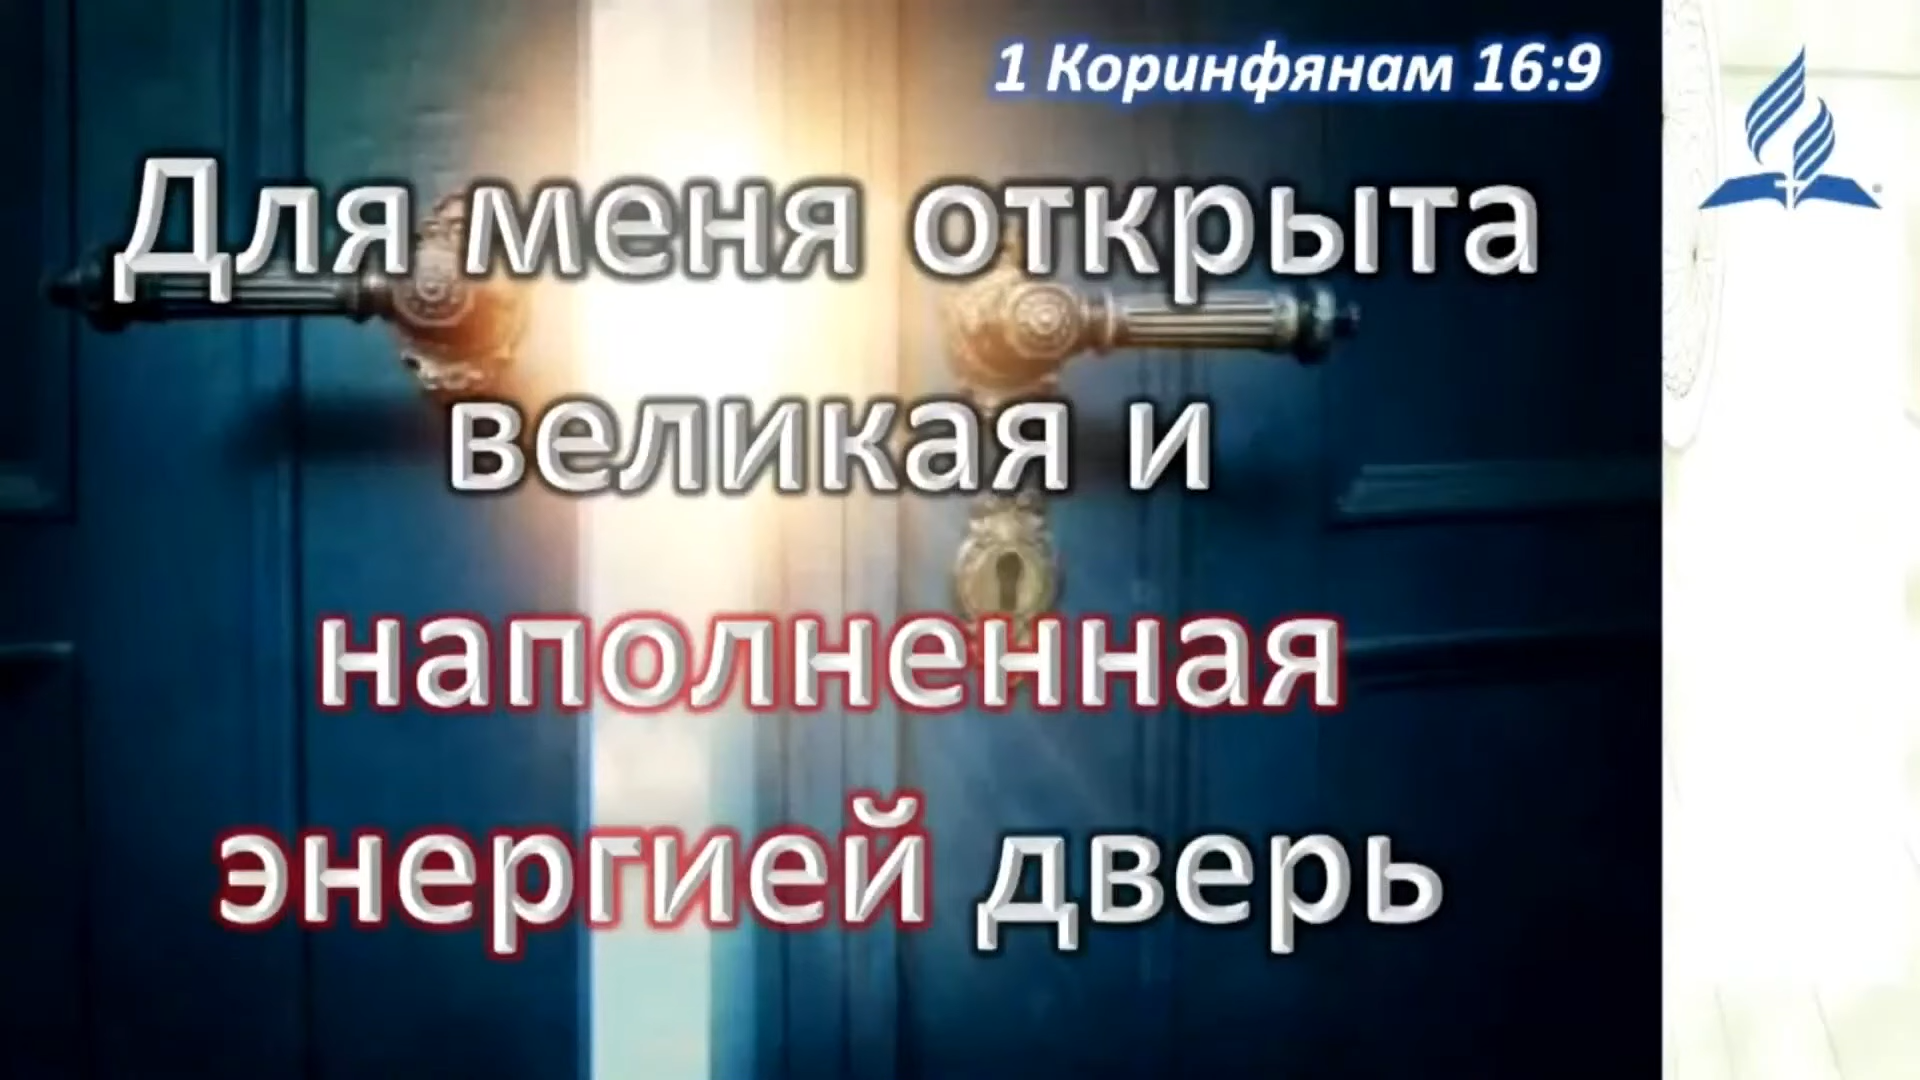 1 Коринфянам 16:9
Для меня открыта
великая и
наполненная
энергией дверь